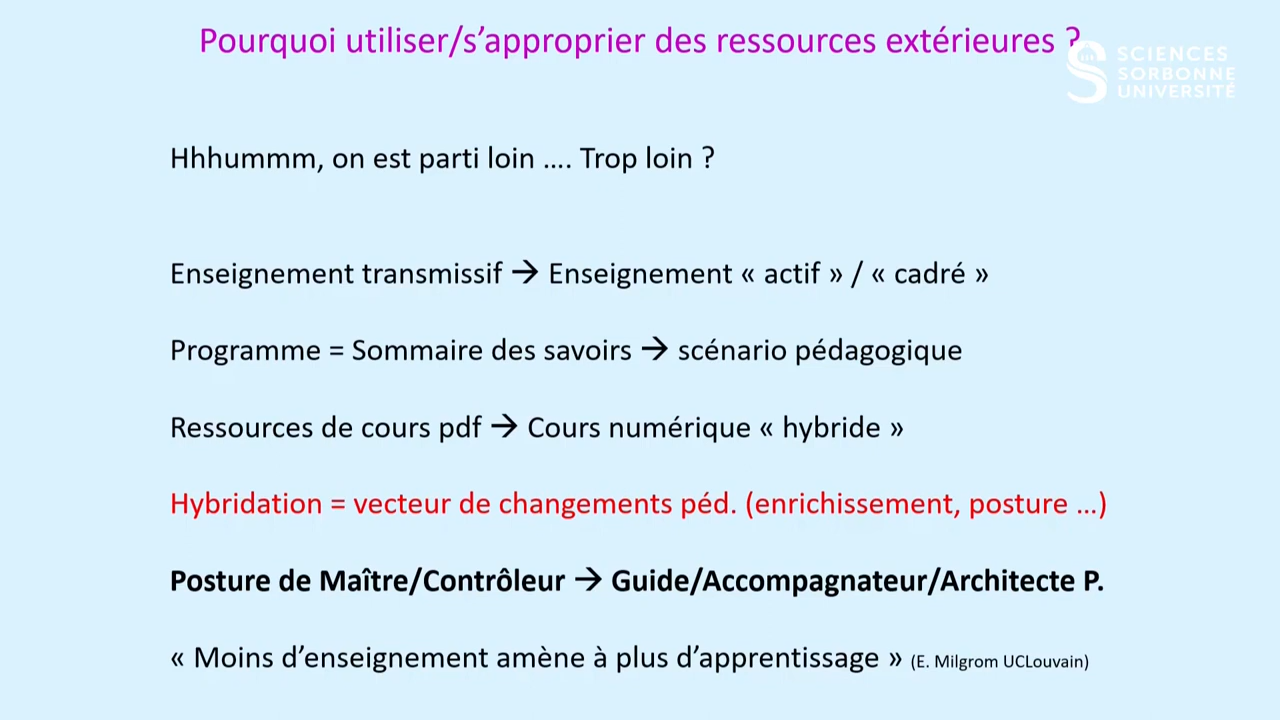 Pourquoi utiliser/s’approprier des ressources extérieures ?
SCIENCES
SORBONNE
UNIVERSITÉ
Hhhummm, on est parti loin …. Trop loin ?
Enseignement transmissif → Enseignement « actif » / « cadré »
Programme = Sommaire des savoirs → scénario pédagogique
Ressources de cours pdf → Cours numérique « hybride »
Hybridation = vecteur de changements péd. (enrichissement, posture …)
Posture de Maître/Contrôleur → Guide/Accompagnateur/Architecte P.
« Moins d’enseignement amène à plus d’apprentissage » (E. Milgrom UCLouvain)